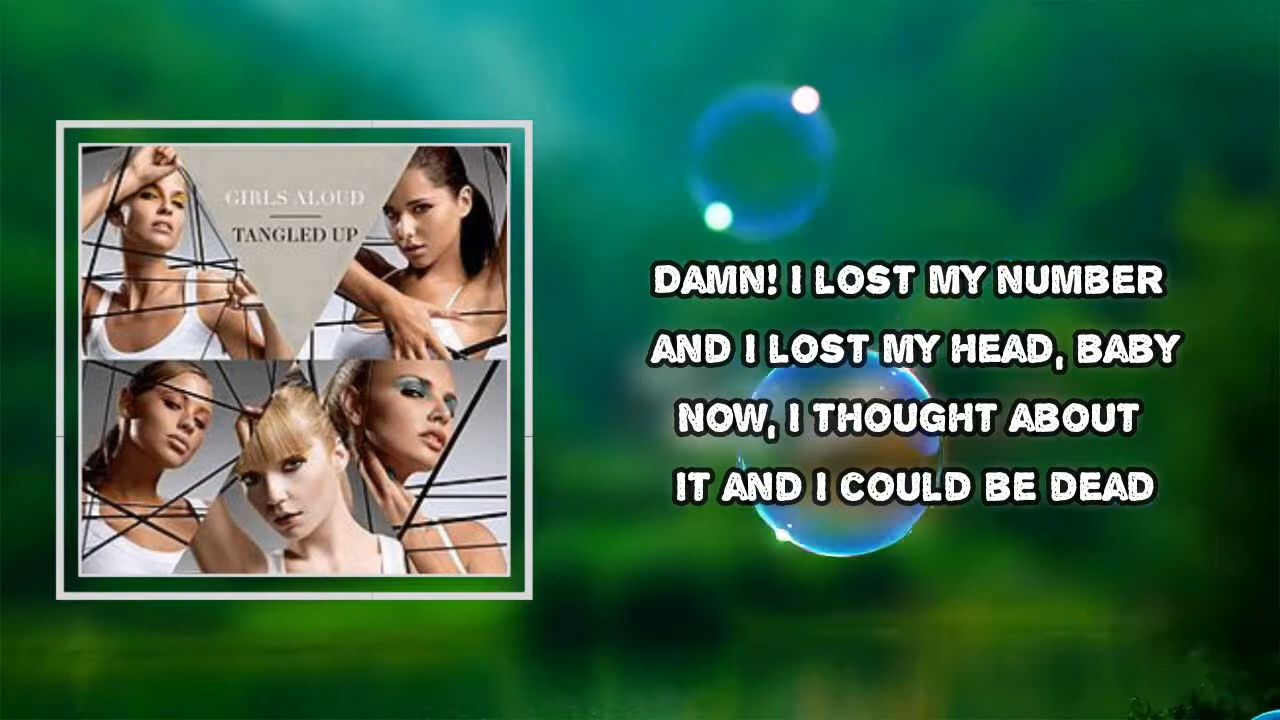 GIRLS ALOUD
TANGLED UP
DAMN! I LOST MY NUMBER
AND I LOST MY HEAD, BABY
NOW, I THOUGHT ABOUT
IT AND I COULD BE DEAD